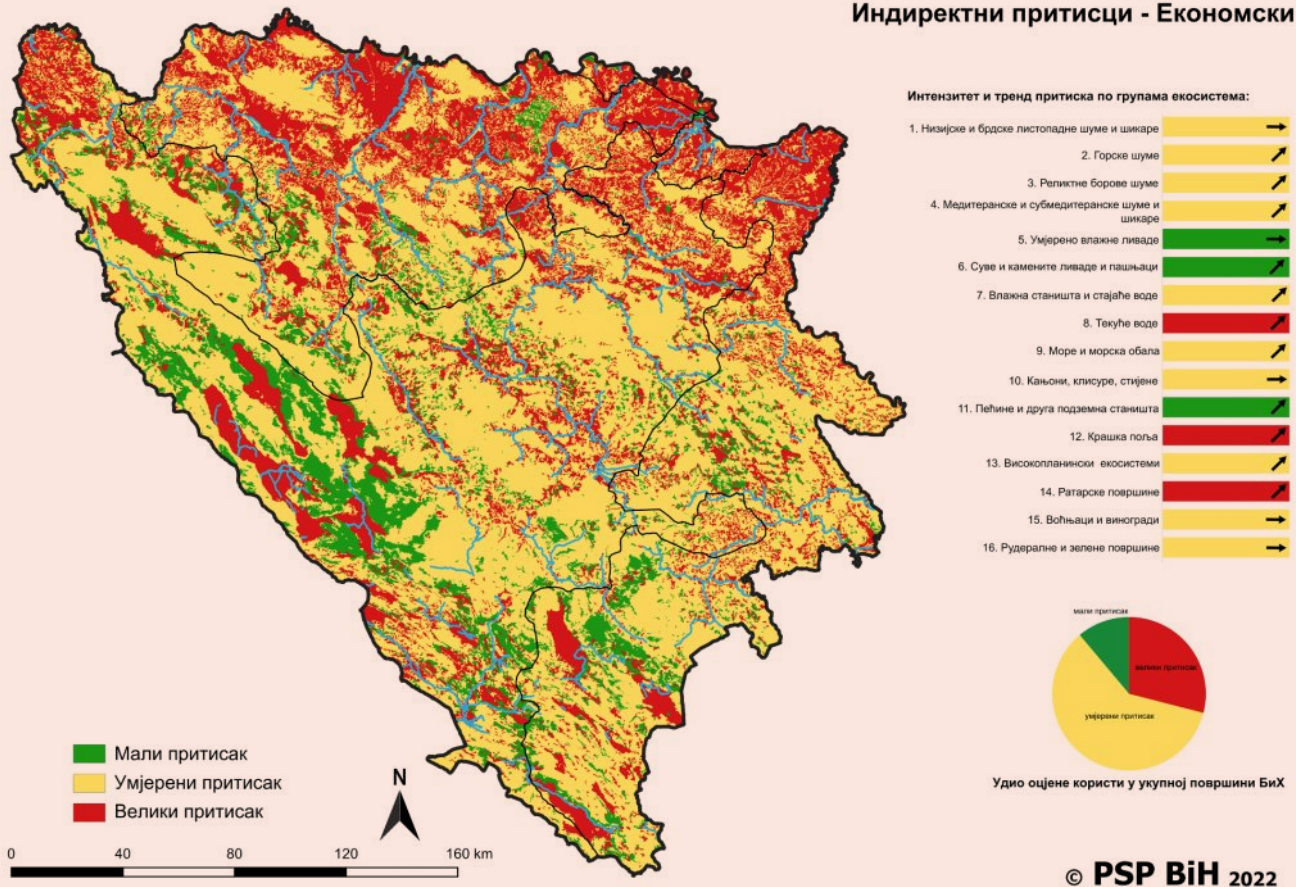 Индиректни притисци - Економски
Интензитет и тренд притиска по групама екосистема:
1. Низијске и брдске листопадне шуме и шикаре
2. Горске шуме
3. Реликтне борове шуме
4. Медитеранске и субмедитеранске шуме и
шикаре
5. Умјерено влажне ливаде
6. Суве и камените ливаде и пашњаци
7. Влажна станишта и стајаће воде
8. Текуће воде
9. Море и морска обала
10. Кањони, клисуре, стијене
11. Пећине и друга подземна станишта
12. Крашка поља
13. Високопланински екосистеми
14. Ратарске површине
15. Воћњаци и виногради
16. Рудералне и зелене површине
мали притисак
велики притисак
умјерени притисак
Удио оцјене користи у укупној површини БиХ
Мали притисак
Умјерени притисак
Велики притисак
N
0 40 80 120 160 km
© PSP BiH 2022